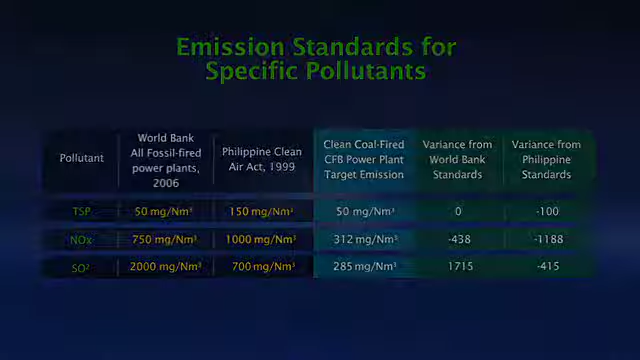 Emission Standards for
Specific Pollutants
Pollutant
World Bank
All Fossil-fired
power plants,
2006
Philippine Clean
Air Act, 1999
Clean Coal-Fired
CFB Power Plant
Target Emission
Variance from
World Bank
Standards
Variance from
Philippine
Standards
TSP 50 mg/Nm³ 150 mg/Nm³ 50 mg/Nm³ 0 -100
NOx 750 mg/Nm³ 1000 mg/Nm³ 312 mg/Nm³ -438 -1188
SO² 2000 mg/Nm³ 700 mg/Nm³ 285 mg/Nm³ 1715 -415